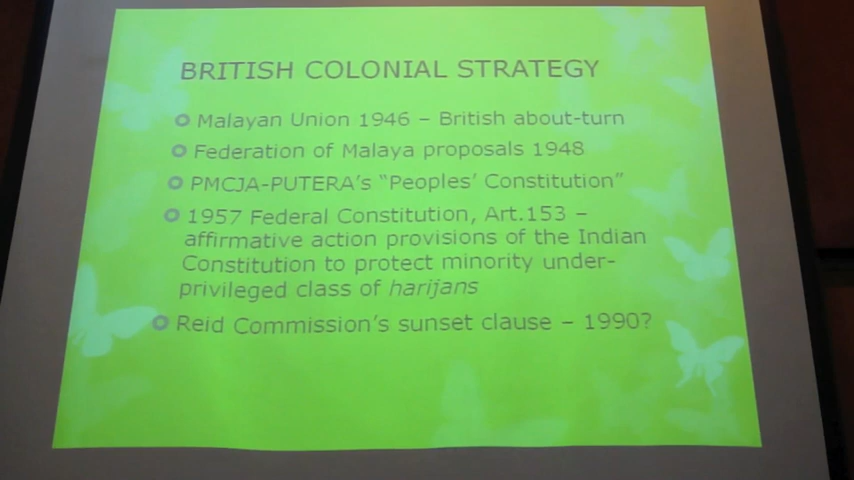 BRITISH COLONIAL STRATEGY
Malayan Union 1946 – British about-turn
Federation of Malaya proposals 1948
PMCJA-PUTERA's "Peoples' Constitution"
1957 Federal Constitution, Art.153 –
affirmative action provisions of the Indian
Constitution to protect minority under-
privileged class of harijans
Reid Commission's sunset clause – 1990?